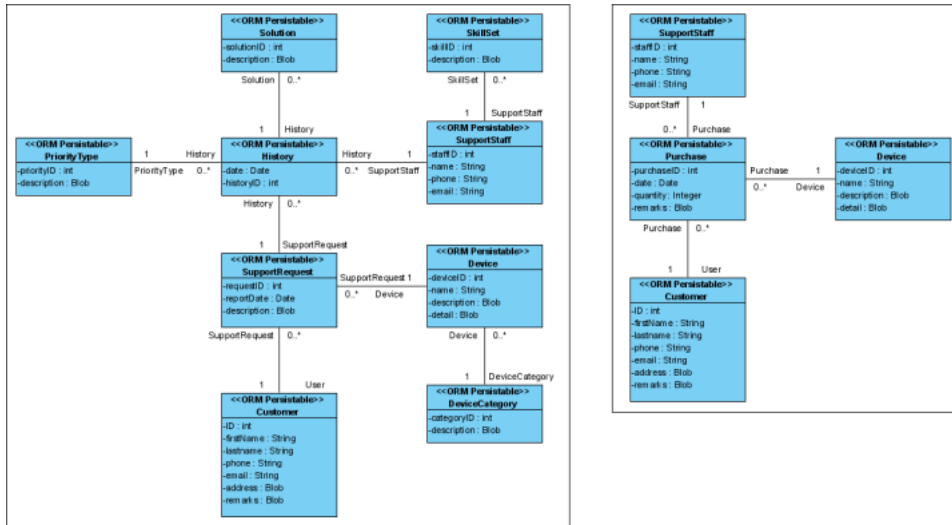 <<ORM Persistable>>
Solution
-solutionID : int
-description : Blob
Solution 0..*
1 History
<<ORM Persistable>>
SkillSet
-skillID : int
-description : Blob
SkillSet 0..*
1 SupportStaff
<<ORM Persistable>>
PriorityType
-priorityID : int
-description : Blob
1 History
PriorityType 0..*
<<ORM Persistable>>
History
-date : Date
-historyID : int
History 1
0..* SupportStaff
<<ORM Persistable>>
SupportStaff
-staffID : int
-name : String
-phone : String
-email : String
History 0..*
1 SupportRequest
<<ORM Persistable>>
SupportRequest
-requestID : int
-reportDate : Date
-description : Blob
SupportRequest 1
0..* Device
<<ORM Persistable>>
Device
-deviceID : int
-name : String
-description : Blob
-detail : Blob
SupportRequest 0..*
1 User
Device 0..*
1 DeviceCategory
<<ORM Persistable>>
Customer
-ID : int
-firstName : String
-lastname : String
-phone : String
-email : String
-address : Blob
-remarks : Blob
<<ORM Persistable>>
DeviceCategory
-categoryID : int
-description : Blob
<<ORM Persistable>>
SupportStaff
-staffID : int
-name : String
-phone : String
-email : String
SupportStaff 1
0..* Purchase
<<ORM Persistable>>
Purchase
-purchaseID : int
-date : Date
-quantity : Integer
-remarks : Blob
Purchase 1
0..* Device
<<ORM Persistable>>
Device
-deviceID : int
-name : String
-description : Blob
-detail : Blob
Purchase 0..*
1 User
<<ORM Persistable>>
Customer
-ID : int
-firstName : String
-lastname : String
-phone : String
-email : String
-address : Blob
-remarks : Blob